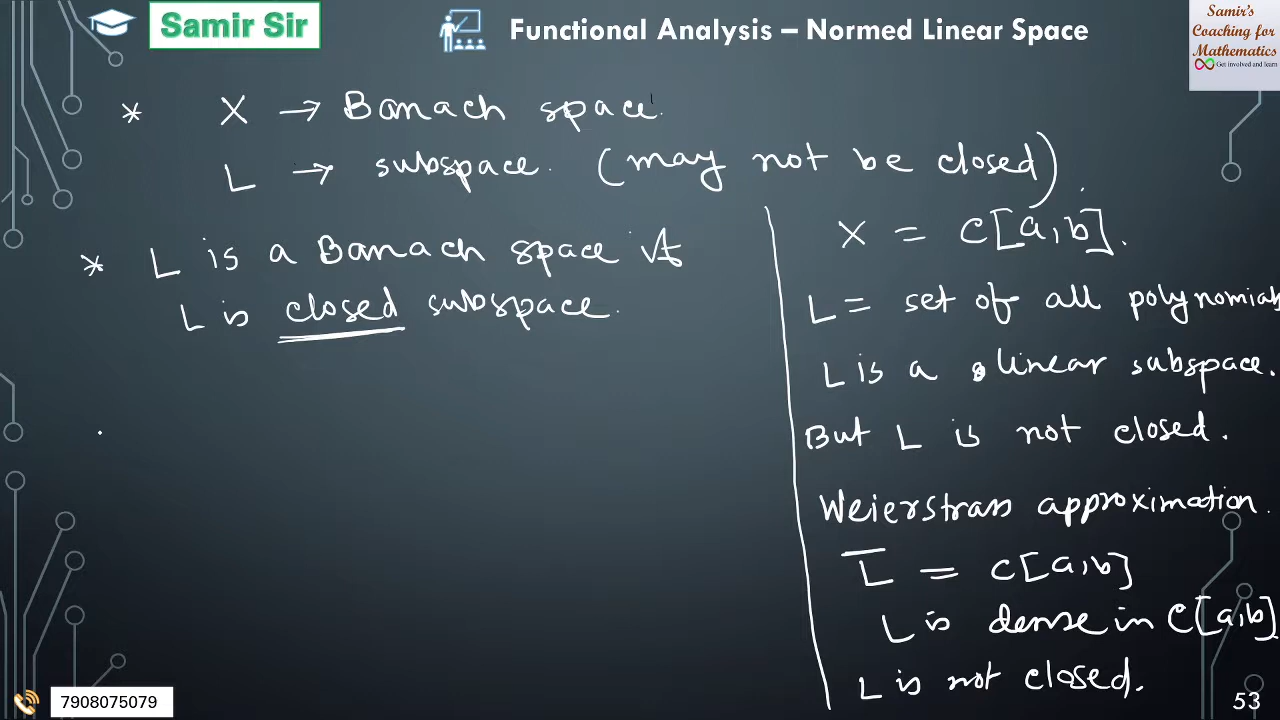 Samir Sir
Functional Analysis – Normed Linear Space
Samir's
Coaching for
Mathematics
Get involved and learn
* X → Banach space.
L → subspace. (may not be closed).
* L is a Banach space if
L is closed subspace.
X = C[a,b].
L = set of all polynomials
L is a linear subspace.
But L is not closed.
Weierstrass approximation.
L̅ = C[a,b]
L is dense in C[a,b]
L is not closed.
7908075079
53